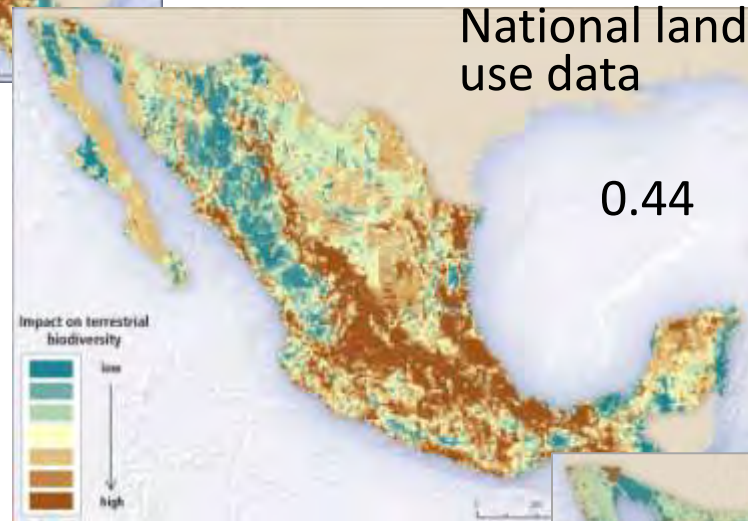 National land
use data
0.44
Impact on terrestrial
biodiversity
low
high